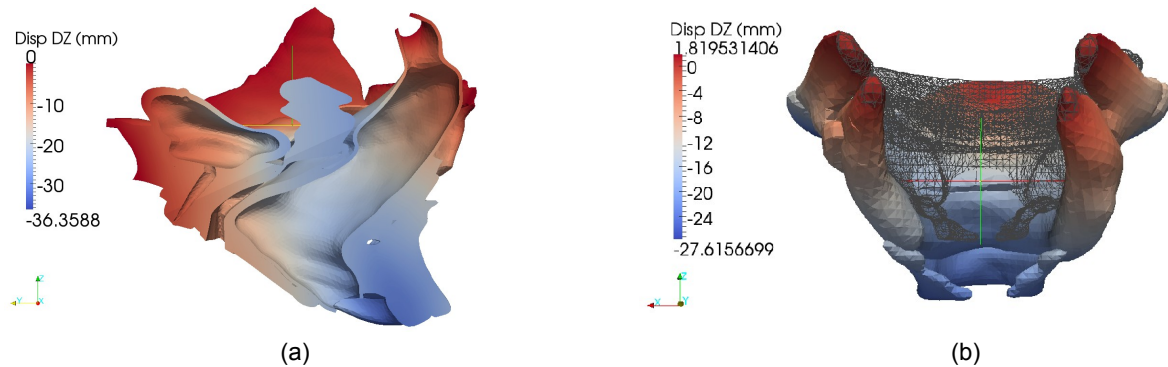 Disp DZ (mm)
0
-10
-20
-30
-36.3588
Z
Y
X
(a)
Disp DZ (mm)
1.819531406
0
-4
-8
-12
-16
-20
-24
-27.6156699
Z
X
Y
(b)